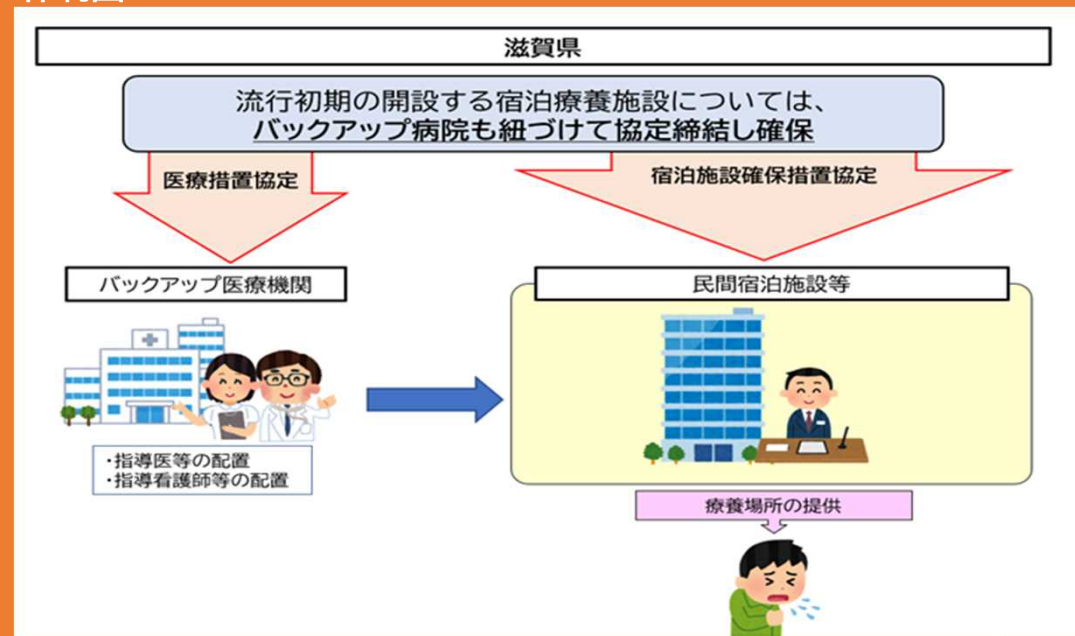 滋賀県
流行初期の開設する宿泊療養施設については、
バックアップ病院も紐づけて協定締結し確保
医療措置協定
宿泊施設確保措置協定
バックアップ医療機関
民間宿泊施設等
・指導医等の配置
・指導看護師等の配置
療養場所の提供